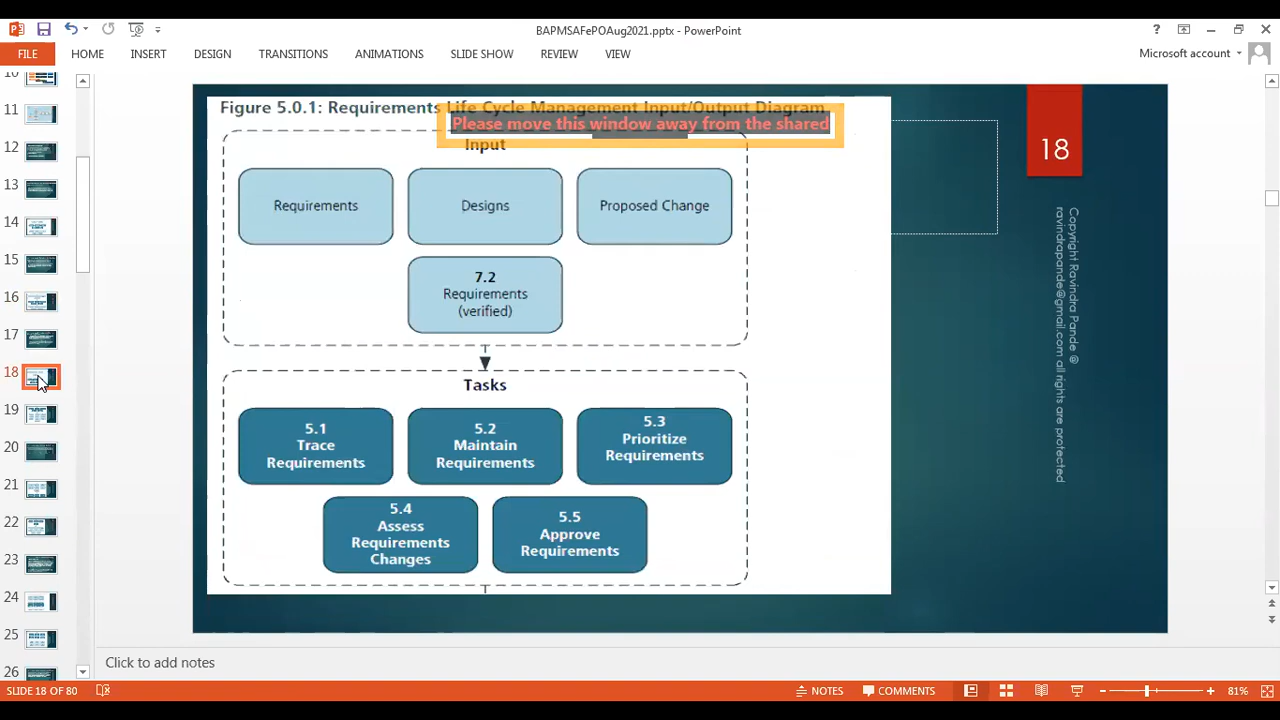 BAPMSAFePOAug2021.pptx - PowerPoint
?
FILE HOME INSERT DESIGN TRANSITIONS ANIMATIONS SLIDE SHOW REVIEW VIEW
Microsoft account
10
11
12
13
14
15
16
17
18
19
20
21
22
23
24
25
26
Figure 5.0.1: Requirements Life Cycle Management Input/Output Diagram
Please move this window away from the shared
Input
Requirements
Designs
Proposed Change
7.2
Requirements
(verified)
Tasks
5.1
Trace
Requirements
5.2
Maintain
Requirements
5.3
Prioritize
Requirements
5.4
Assess
Requirements
Changes
5.5
Approve
Requirements
18
Copyright Ravindra Pande @
ravindrapande@gmail.com all rights are protected
Click to add notes
SLIDE 18 OF 80
NOTES
COMMENTS
81%